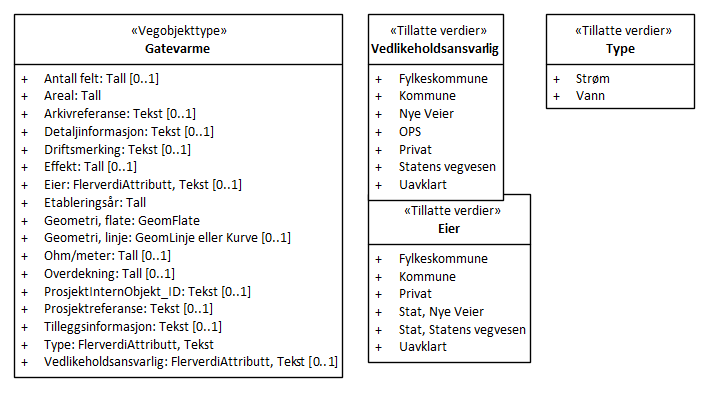 «Vegobjekttype»
Gatevarme
+ Antall felt: Tall [0..1]
+ Areal: Tall
+ Arkivreferanse: Tekst [0..1]
+ Detaljinformasjon: Tekst [0..1]
+ Driftsmerking: Tekst [0..1]
+ Effekt: Tall [0..1]
+ Eier: FlerverdiAttributt, Tekst [0..1]
+ Etableringsår: Tall
+ Geometri, flate: GeomFlate
+ Geometri, linje: GeomLinje eller Kurve [0..1]
+ Ohm/meter: Tall [0..1]
+ Overdekning: Tall [0..1]
+ ProsjektInternObjekt_ID: Tekst [0..1]
+ Prosjektreferanse: Tekst [0..1]
+ Tilleggsinformasjon: Tekst [0..1]
+ Type: FlerverdiAttributt, Tekst
+ Vedlikeholdsansvarlig: FlerverdiAttributt, Tekst [0..1]
«Tillatte verdier»
Vedlikeholdsansvarlig
+ Fylkeskommune
+ Kommune
+ Nye Veier
+ OPS
+ Privat
+ Statens vegvesen
+ Uavklart
«Tillatte verdier»
Eier
+ Fylkeskommune
+ Kommune
+ Privat
+ Stat, Nye Veier
+ Stat, Statens vegvesen
+ Uavklart
«Tillatte verdier»
Type
+ Strøm
+ Vann